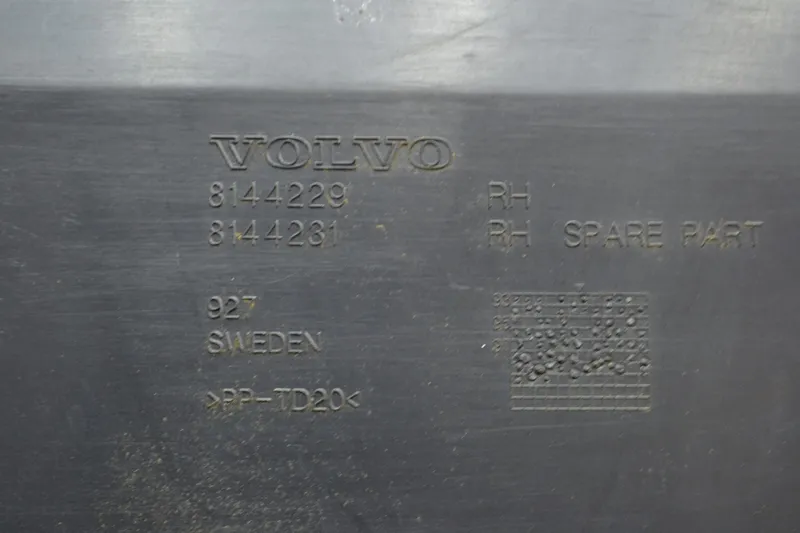 VOLVO
8144229 RH
8144231 RH SPARE PART
927
SWEDEN
>PP-TD20<